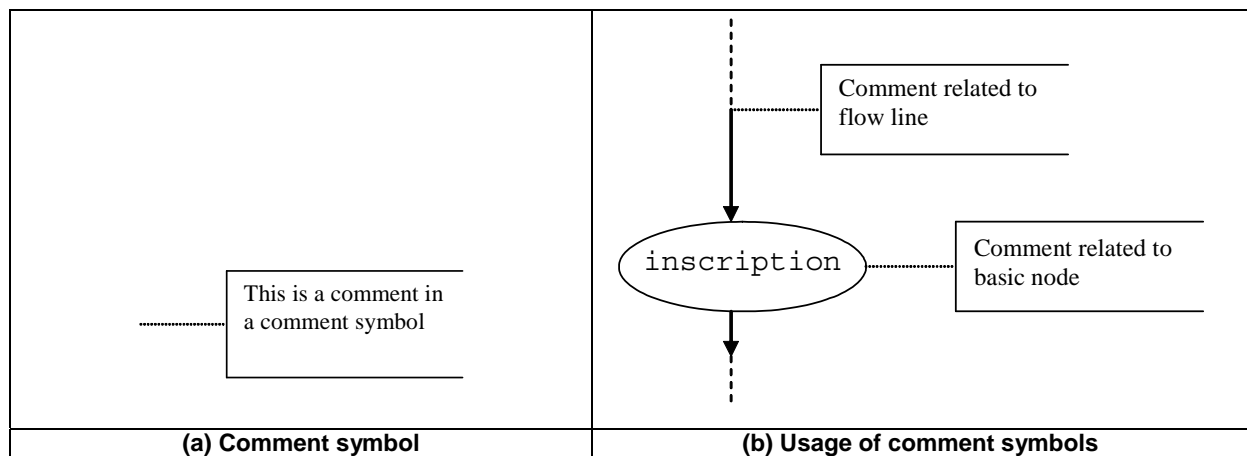 This is a comment in
a comment symbol
(a) Comment symbol
Comment related to
flow line
inscription
Comment related to
basic node
(b) Usage of comment symbols